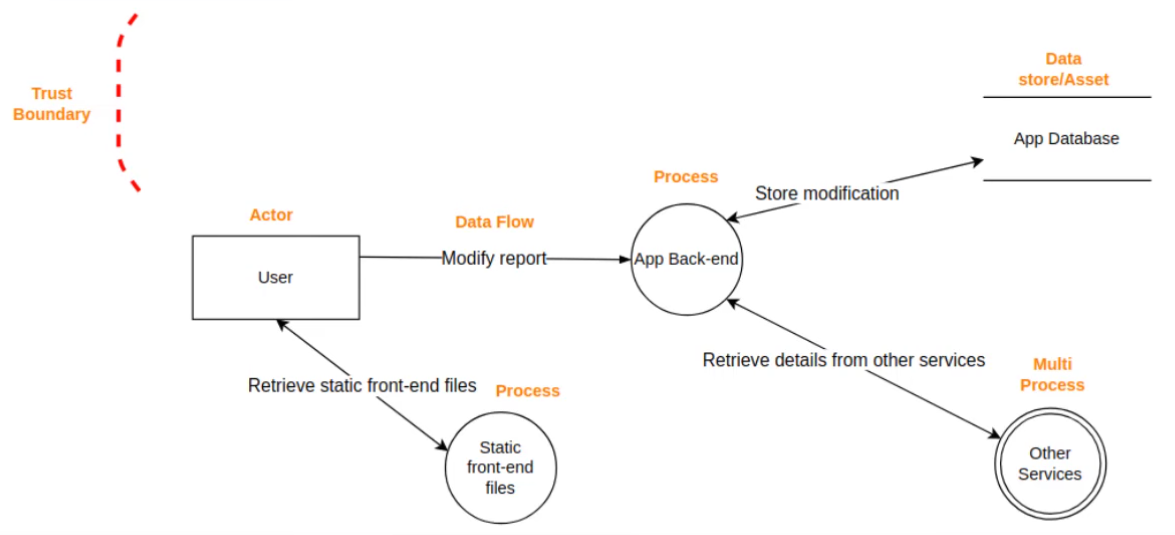 Trust
Boundary
Data
store/Asset
App Database
Process
Store modification
Actor
Data Flow
User
Modify report
App Back-end
Retrieve details from other services
Multi
Process
Retrieve static front-end files
Process
Static
front-end
files
Other
Services